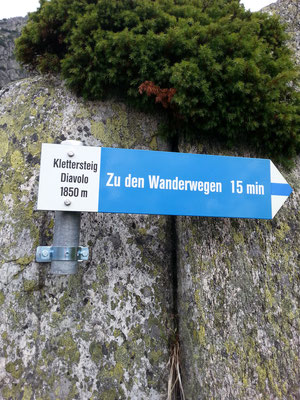 Klettersteig
Diavolo
1850 m
Zu den Wanderwegen 15 min